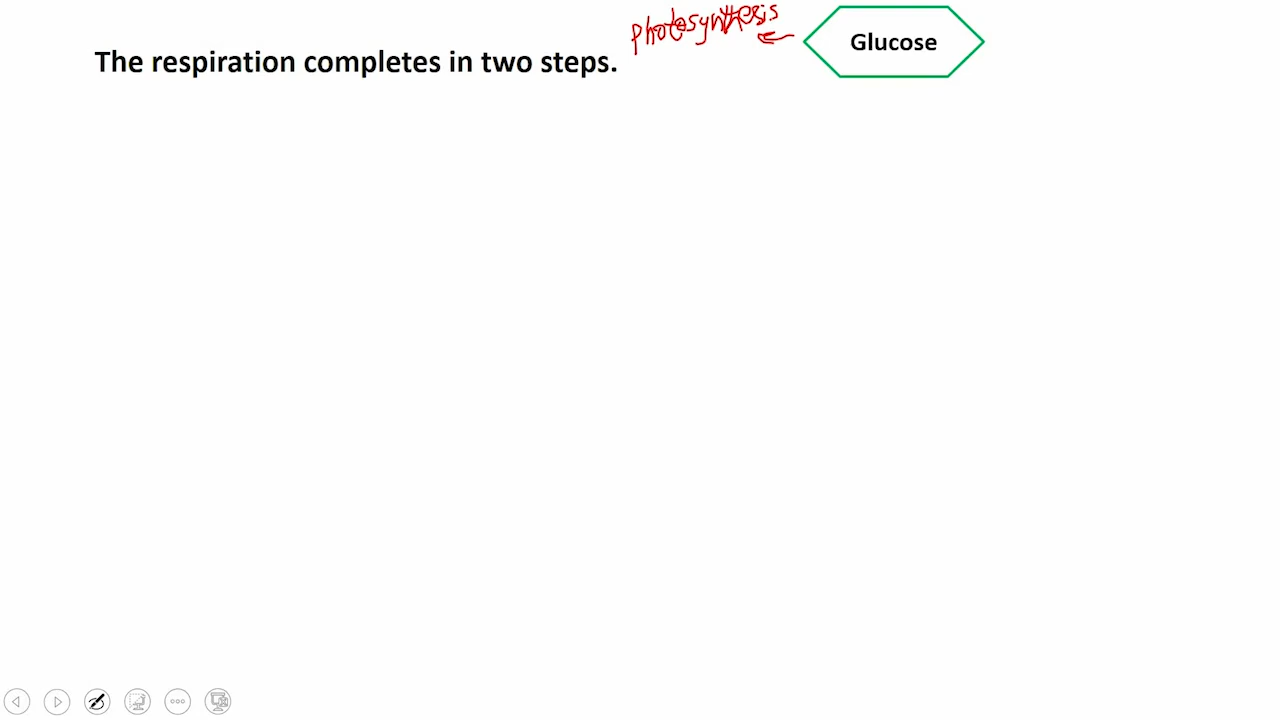 photosynthesis
Glucose
The respiration completes in two steps.